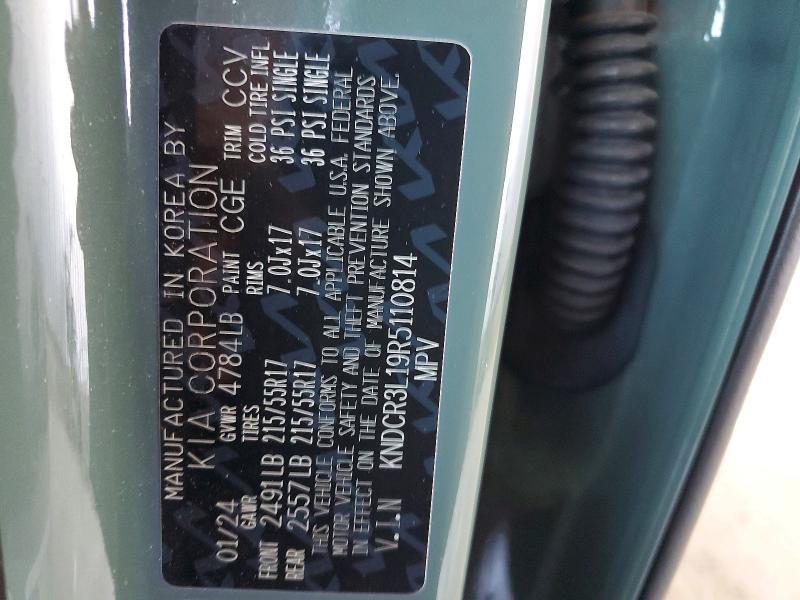 MANUFACTURED IN KOREA BY
KIA CORPORATION
01/24 GVWR 4784LB PAINT CGE TRIM CCV
GAWR TIRES RIMS COLD TIRE INFL
FRONT 2491LB 215/55R17 7.0Jx17 36 PSI SINGLE
REAR 2557LB 215/55R17 7.0Jx17 36 PSI SINGLE
THIS VEHICLE CONFORMS TO ALL APPLICABLE U.S.A. FEDERAL
MOTOR VEHICLE SAFETY AND THEFT PREVENTION STANDARDS
IN EFFECT ON THE DATE OF MANUFACTURE SHOWN ABOVE.
V.I.N KNDCR3L19R5110814
MPV